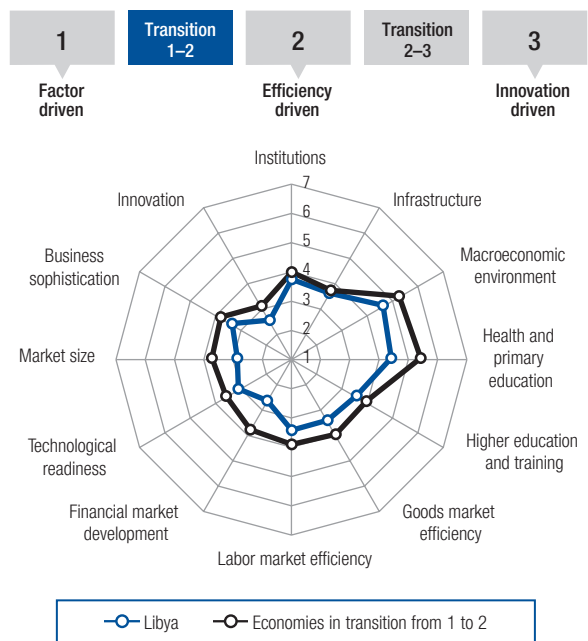 1
Transition
1–2
2
Transition
2–3
3
Factor
driven
Efficiency
driven
Innovation
driven
Institutions
Infrastructure
Macroeconomic
environment
Health and
primary
education
Higher education
and training
Goods market
efficiency
Labor market efficiency
Financial market
development
Technological
readiness
Market size
Business
sophistication
Innovation
7
6
5
4
3
2
1
Libya
Economies in transition from 1 to 2